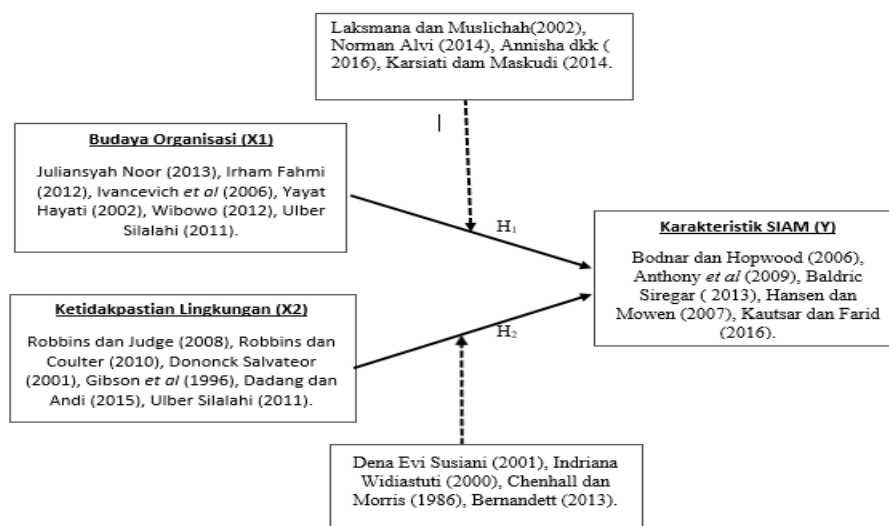 Laksmana dan Muslichah(2002),
Norman Alvi (2014), Annisha dkk (
2016), Karsiati dam Maskudi (2014.
Budaya Organisasi (X1)
Juliansyah Noor (2013), Irham Fahmi
(2012), Ivancevich et al (2006), Yayat
Hayati (2002), Wibowo (2012), Ulber
Silalahi (2011).
H1
Karakteristik SIAM (Y)
Bodnar dan Hopwood (2006),
Anthony et al (2009), Baldric
Siregar ( 2013), Hansen dan
Mowen (2007), Kautsar dan Farid
(2016).
Ketidakpastian Lingkungan (X2)
Robbins dan Judge (2008), Robbins
dan Coulter (2010), Dononck Salvateor
(2001), Gibson et al (1996), Dadang dan
Andi (2015), Ulber Silalahi (2011).
H2
Dena Evi Susiani (2001), Indriana
Widiastuti (2000), Chenhall dan
Morris (1986), Bernandett (2013).